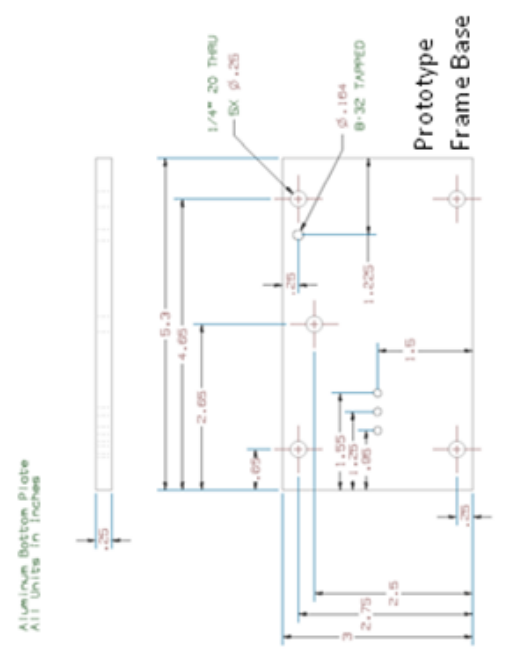 Aluminum Bottom Plate
All Units In Inches
.25
5.3
4.65
2.65
.65
1/4" 20 THRU
5X Ø.25
.25
Ø.164
8-32 TAPPED
1.55
1.25
.95
1.225
1.5
3
2.75
2.5
.25
Prototype
Frame Base